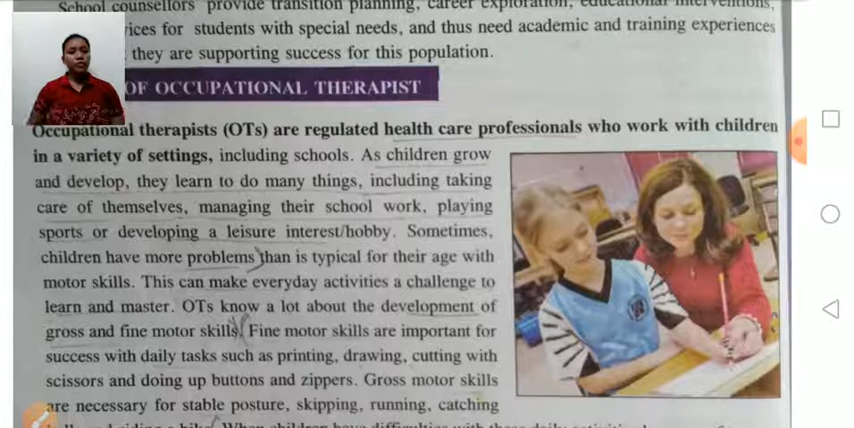 School counsellors provide transition planning, career exploration, educational interventions,
vices for students with special needs, and thus need academic and training experiences
they are supporting success for this population.
OF OCCUPATIONAL THERAPIST
Occupational therapists (OTs) are regulated health care professionals who work with children
in a variety of settings, including schools. As children grow
and develop, they learn to do many things, including taking
care of themselves, managing their school work, playing
sports or developing a leisure interest/hobby. Sometimes,
children have more problems than is typical for their age with
motor skills. This can make everyday activities a challenge to
learn and master. OTs know a lot about the development of
gross and fine motor skills. Fine motor skills are important for
success with daily tasks such as printing, drawing, cutting with
scissors and doing up buttons and zippers. Gross motor skills
are necessary for stable posture, skipping, running, catching